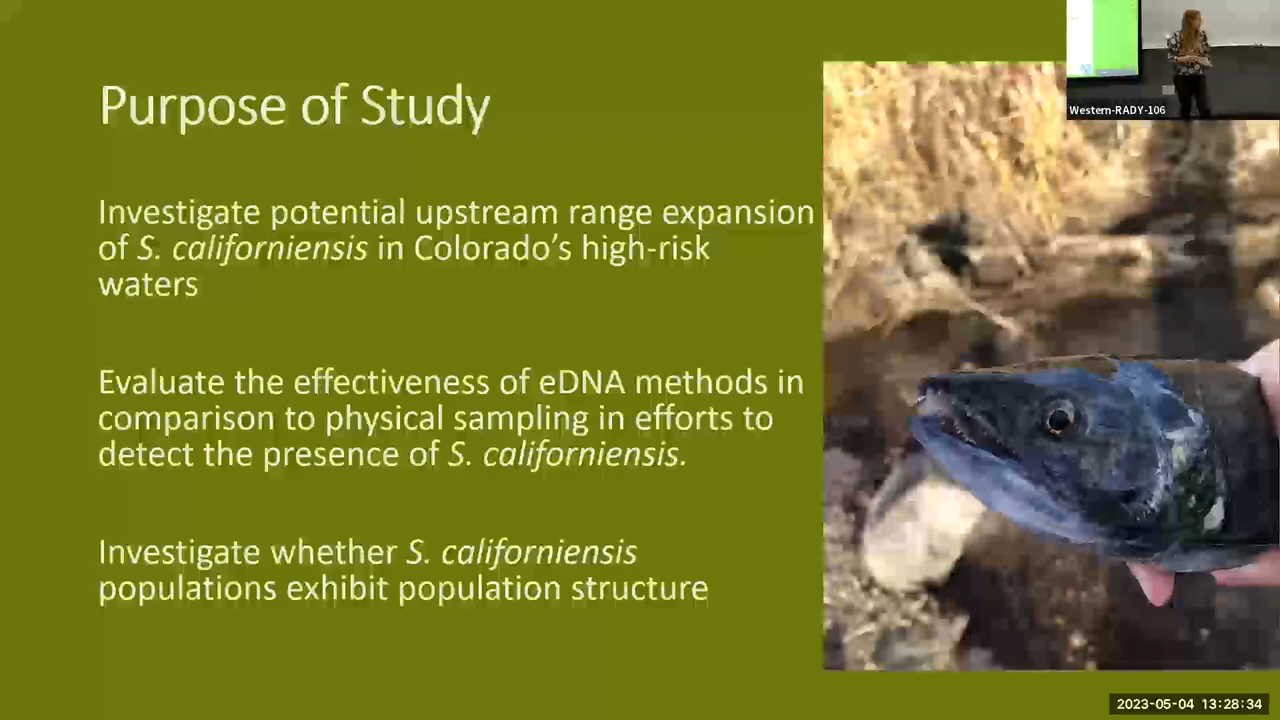 Purpose of Study
Investigate potential upstream range expansion
of S. californiensis in Colorado’s high-risk
waters
Evaluate the effectiveness of eDNA methods in
comparison to physical sampling in efforts to
detect the presence of S. californiensis.
Investigate whether S. californiensis
populations exhibit population structure
Western-RADY-106
2023-05-04 13:28:34